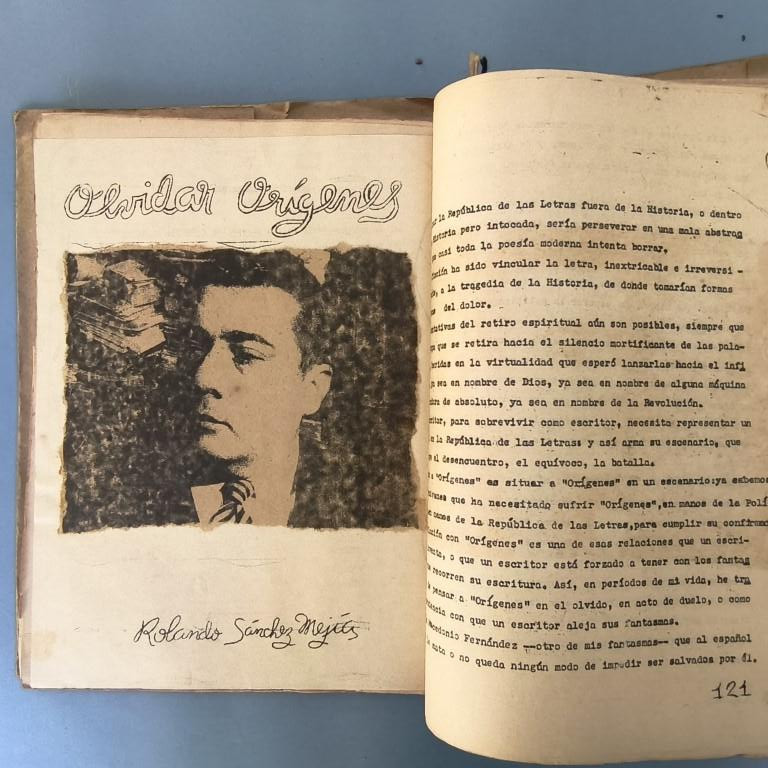 Olvidar Orígenes
Rolando Sánchez Mejías
la República de las Letras fuera de la Historia, o dentro
pero intocada, sería perseverar en una mala abstrag
casi toda la poesía moderna intenta borrar.
ha sido vincular la letra, inextricable e irreversi -
a la tragedia de la Historia, de donde tomarían formas
del dolor.
del retiro espiritual aún son posibles, siempre que
que se retira hacia el silencio mortificante de las pala-
en la virtualidad que esperó lanzarlas hacia el infi
ya sea en nombre de Dios, ya sea en nombre de alguna máquina
de absoluto, ya sea en nombre de la Revolución.
para sobrevivir como escritor, necesita representar un
la República de las Letras y así arma su escenario, que
el desencuentro, el equívoco, la batalla.
a "Orígenes" es situar a "Orígenes" en un escenario:ya sabemos
que ha necesitado sufrir "Orígenes",en manos de la Polí
manos de la República de las Letras,para cumplir su
con "Orígenes" es una de esas relaciones que un escri-
o que un escritor está forzado a tener con los fantag
recorren su escritura. Así, en períodos de mi vida, he tra
pensar a "Orígenes" en el olvido, en acto de duelo, o como
con que un escritor aleja sus fantasmas.
Macedonio Fernández --otro de mis fantasmas-- que al español
o no queda ningún modo de impedir ser salvados por él.
121